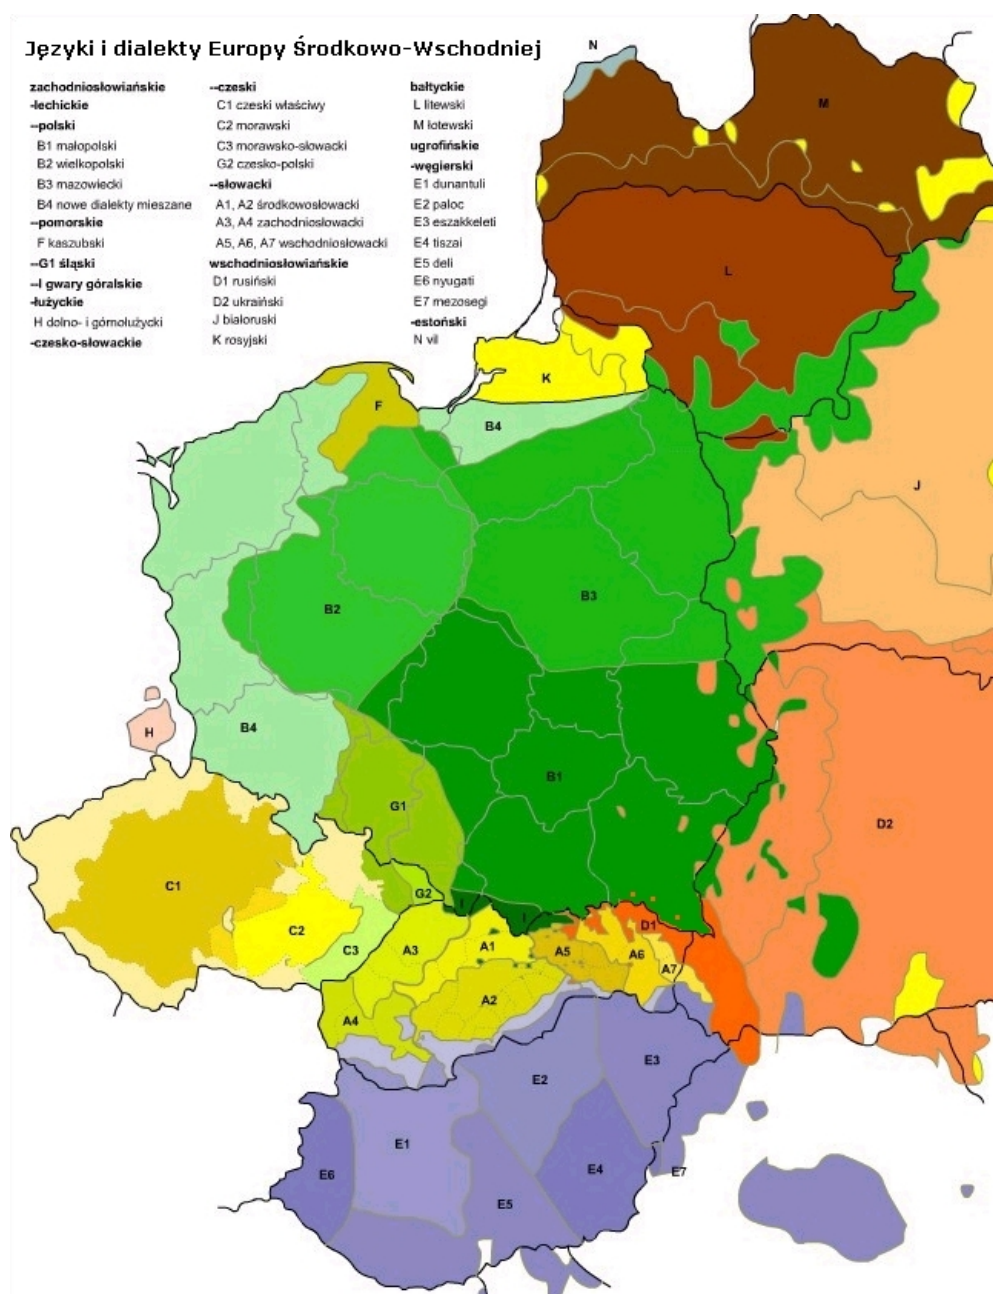 Języki i dialekty Europy Środkowo-Wschodniej
zachodniosłowiańskie
-lechickie
--polski
B1 małopolski
B2 wielkopolski
B3 mazowiecki
B4 nowe dialekty mieszane
--pomorskie
F kaszubski
--G1 śląski
--I gwary góralskie
-łużyckie
H dolno- i górnołużycki
-czesko-słowackie
--czeski
C1 czeski właściwy
C2 morawski
C3 morawsko-słowacki
G2 czesko-polski
--słowacki
A1, A2 środkowosłowacki
A3, A4 zachodniosłowacki
A5, A6, A7 wschodniosłowacki
wschodniosłowiańskie
D1 rusiński
D2 ukraiński
J białoruski
K rosyjski
bałtyckie
L litewski
M łotewski
ugrofińskie
-węgierski
E1 dunantuli
E2 paloc
E3 eszakkeleti
E4 tiszai
E5 deli
E6 nyugati
E7 mezosegi
-estoński
N vil
N
M
L
K
F
B4
J
B2
B3
H
B4
B1
G1
D2
C1
G2
I
I
C2
C3
A3
A1
A5
D1
A6
A7
A2
A4
E3
E2
E1
E6
E4
E7
E5